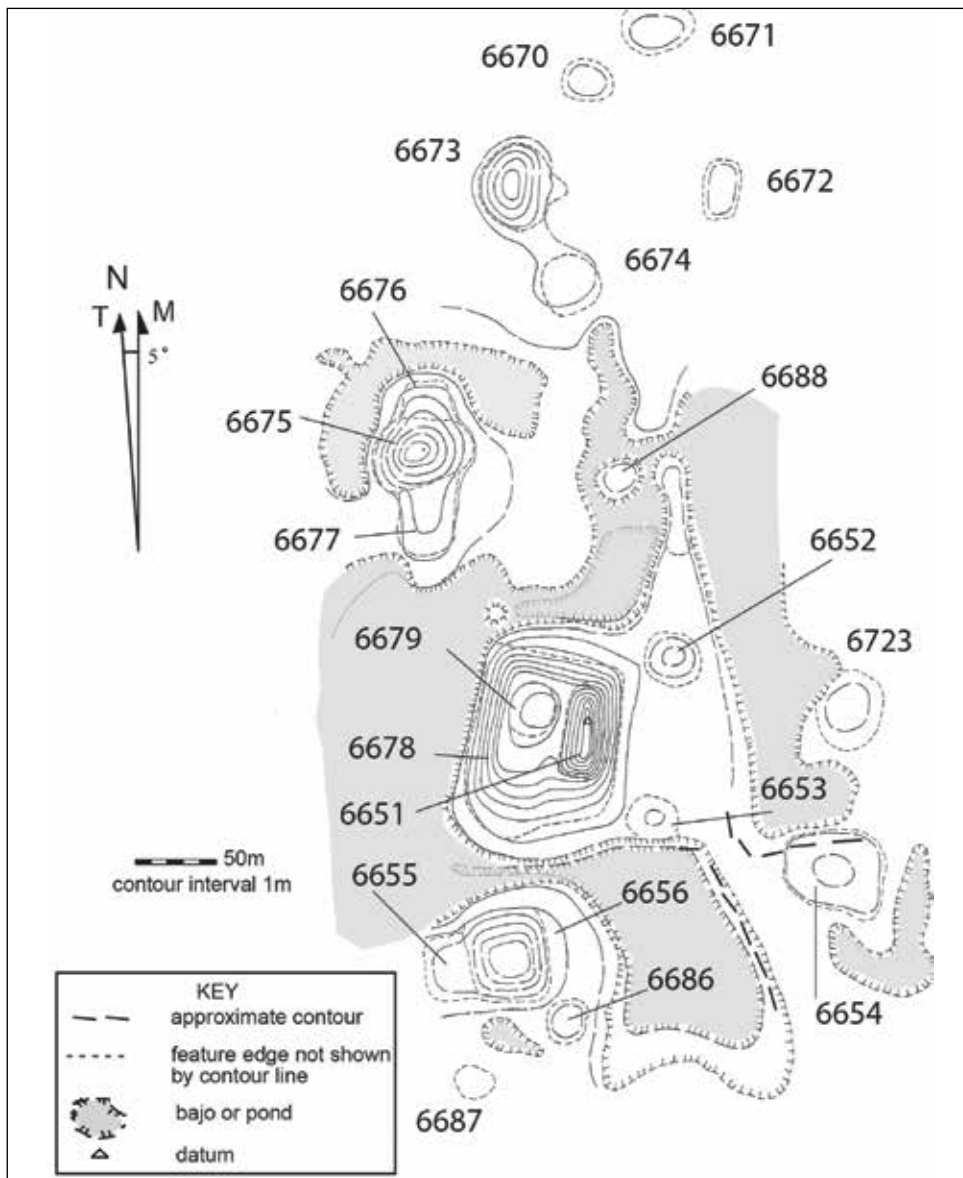 6671
6670
6673
6672
6674
N
T M
5°
6676
6688
6675
6677
6652
6679
6723
6678
6653
6651
50m
contour interval 1m
6655
6656
6686
6654
6687
KEY
approximate contour
feature edge not shown
by contour line
bajo or pond
datum